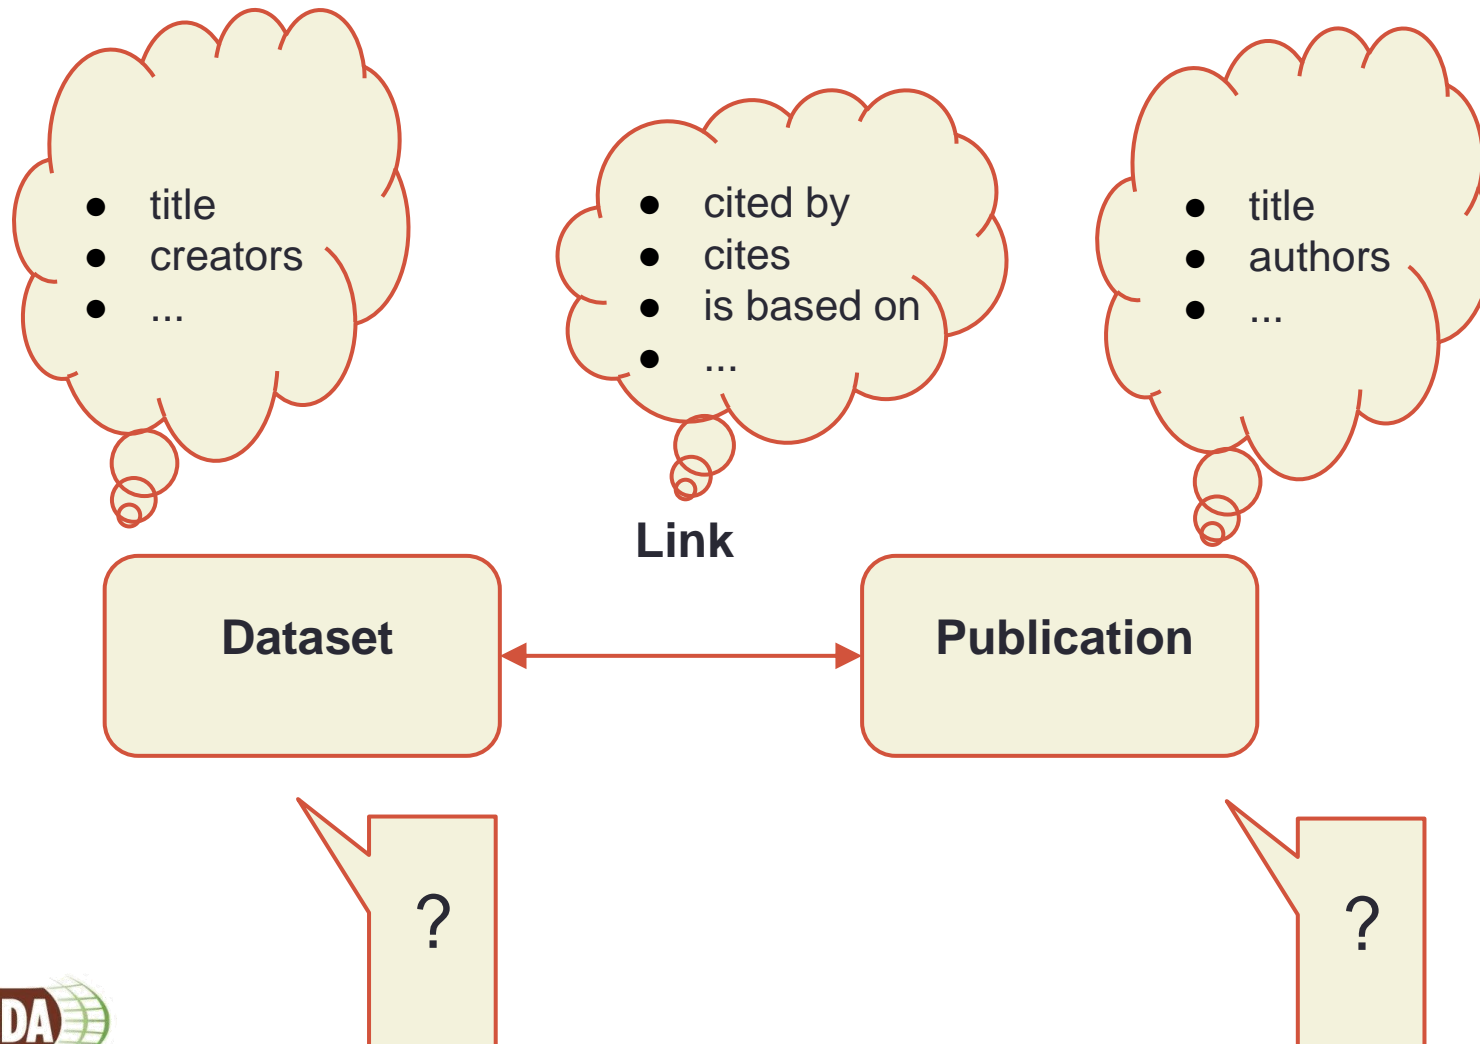 ● title
● creators
● ...
● cited by
● cites
● is based on
● ...
● title
● authors
● ...
Link
Dataset
Publication
?
?
DA